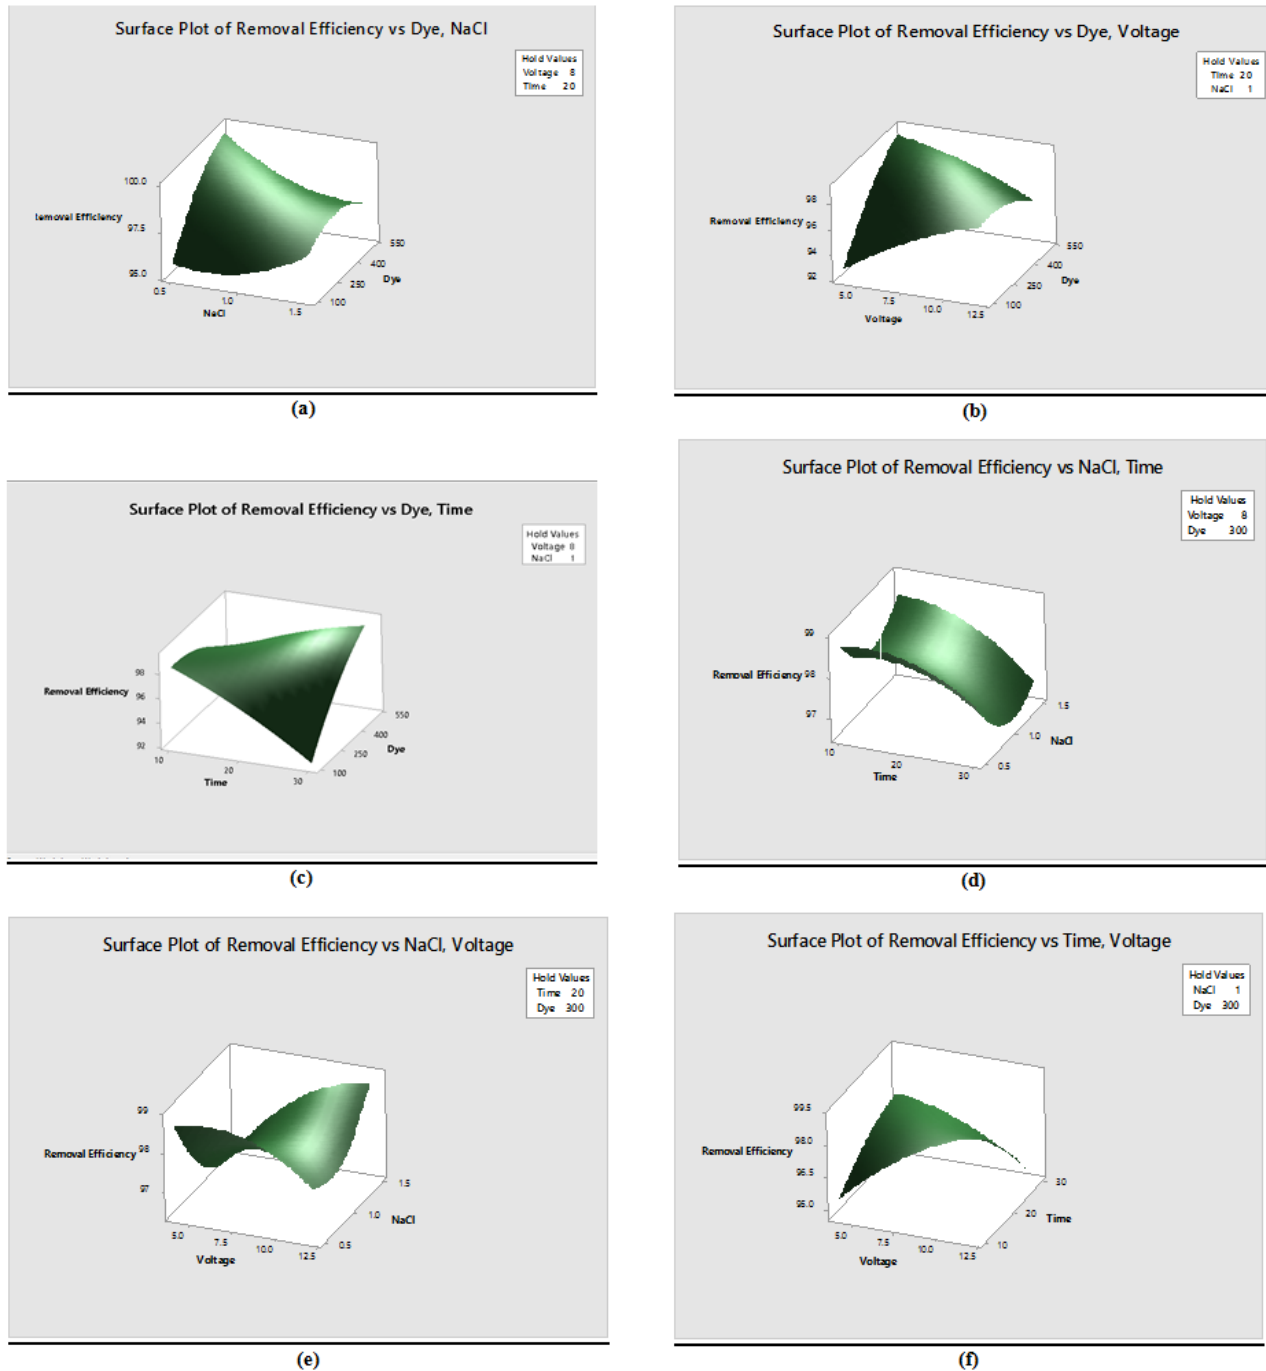 Surface Plot of Removal Efficiency vs Dye, NaCl
Hold Values
Voltage 8
Time 20
100.0
Removal Efficiency
97.5
95.0
0.5
1.0
1.5
NaCl
100
250
400
550
Dye
(a)
Surface Plot of Removal Efficiency vs Dye, Voltage
Hold Values
Time 20
NaCl 1
98
Removal Efficiency
96
94
92
5.0
7.5
10.0
12.5
Voltage
100
250
400
550
Dye
(b)
Surface Plot of Removal Efficiency vs Dye, Time
Hold Values
Voltage 8
NaCl 1
98
Removal Efficiency 96
94
92
10
20
30
Time
100
250
400
550
Dye
(c)
Surface Plot of Removal Efficiency vs NaCl, Time
Hold Values
Voltage 8
Dye 300
99
Removal Efficiency 98
97
10
20
30
Time
0.5
1.0
1.5
NaCl
(d)
Surface Plot of Removal Efficiency vs NaCl, Voltage
Hold Values
Time 20
Dye 300
99
Removal Efficiency 98
97
5.0
7.5
10.0
12.5
Voltage
0.5
1.0
1.5
NaCl
(e)
Surface Plot of Removal Efficiency vs Time, Voltage
Hold Values
NaCl 1
Dye 300
99.5
98.0
Removal Efficiency
96.5
95.0
5.0
7.5
10.0
12.5
Voltage
10
20
30
Time
(f)